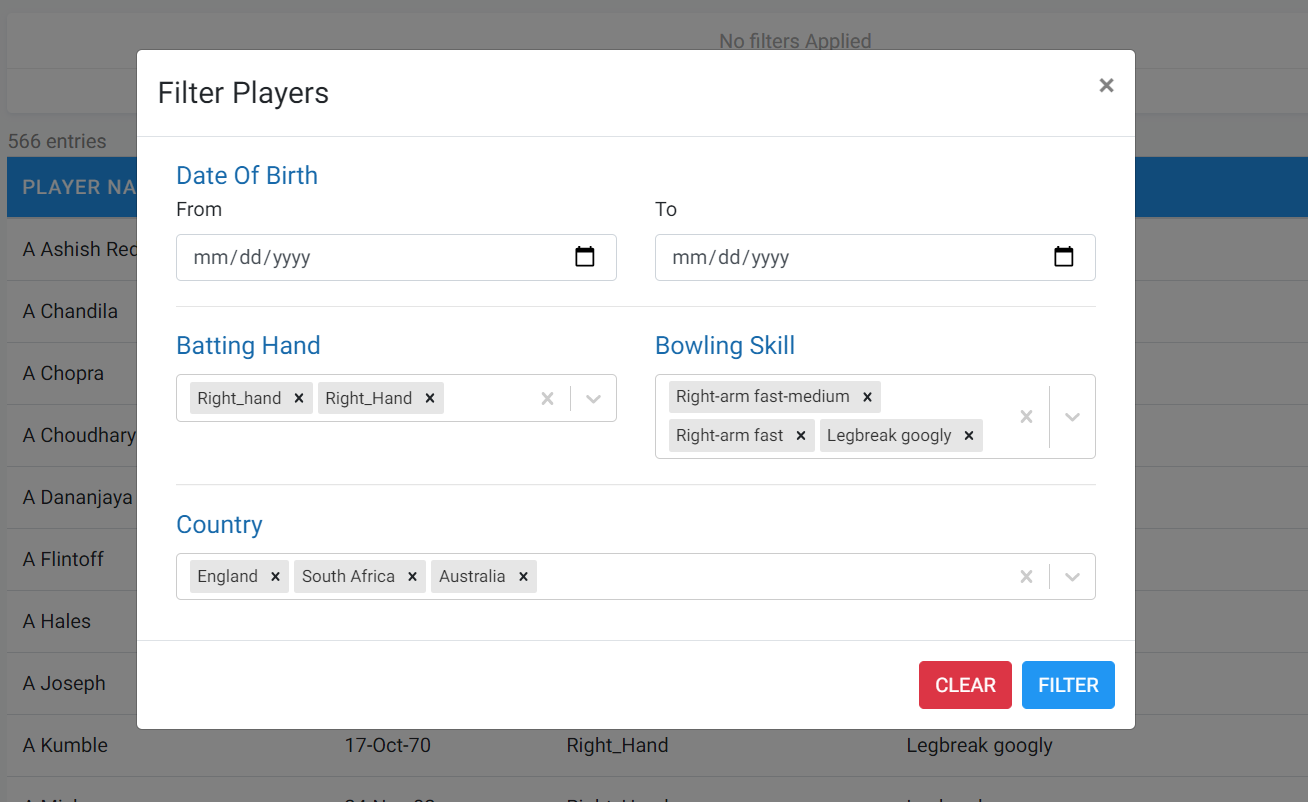 No filters Applied
Filter Players
×
566 entries
PLAYER NA
Date Of Birth
From
To
mm/dd/yyyy
mm/dd/yyyy
A Ashish Red
A Chandila
A Chopra
A Choudhary
A Dananjaya
A Flintoff
A Hales
A Joseph
Batting Hand
Bowling Skill
Right_hand × Right_Hand ×
Right-arm fast-medium ×
Right-arm fast × Legbreak googly ×
Country
England × South Africa × Australia ×
CLEAR FILTER
A Kumble 17-Oct-70 Right_Hand Legbreak googly